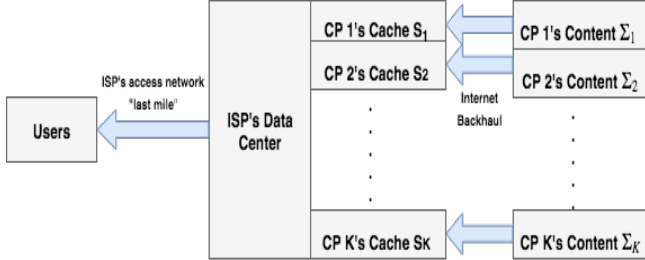 CP 1's Cache S1
CP 1's Content Σ1
CP 2's Cache S2
CP 2's Content Σ2
ISP's access network
"last mile"
Internet
Backhaul
Users
ISP's Data
Center
CP K's Cache SK
CP K's Content ΣK